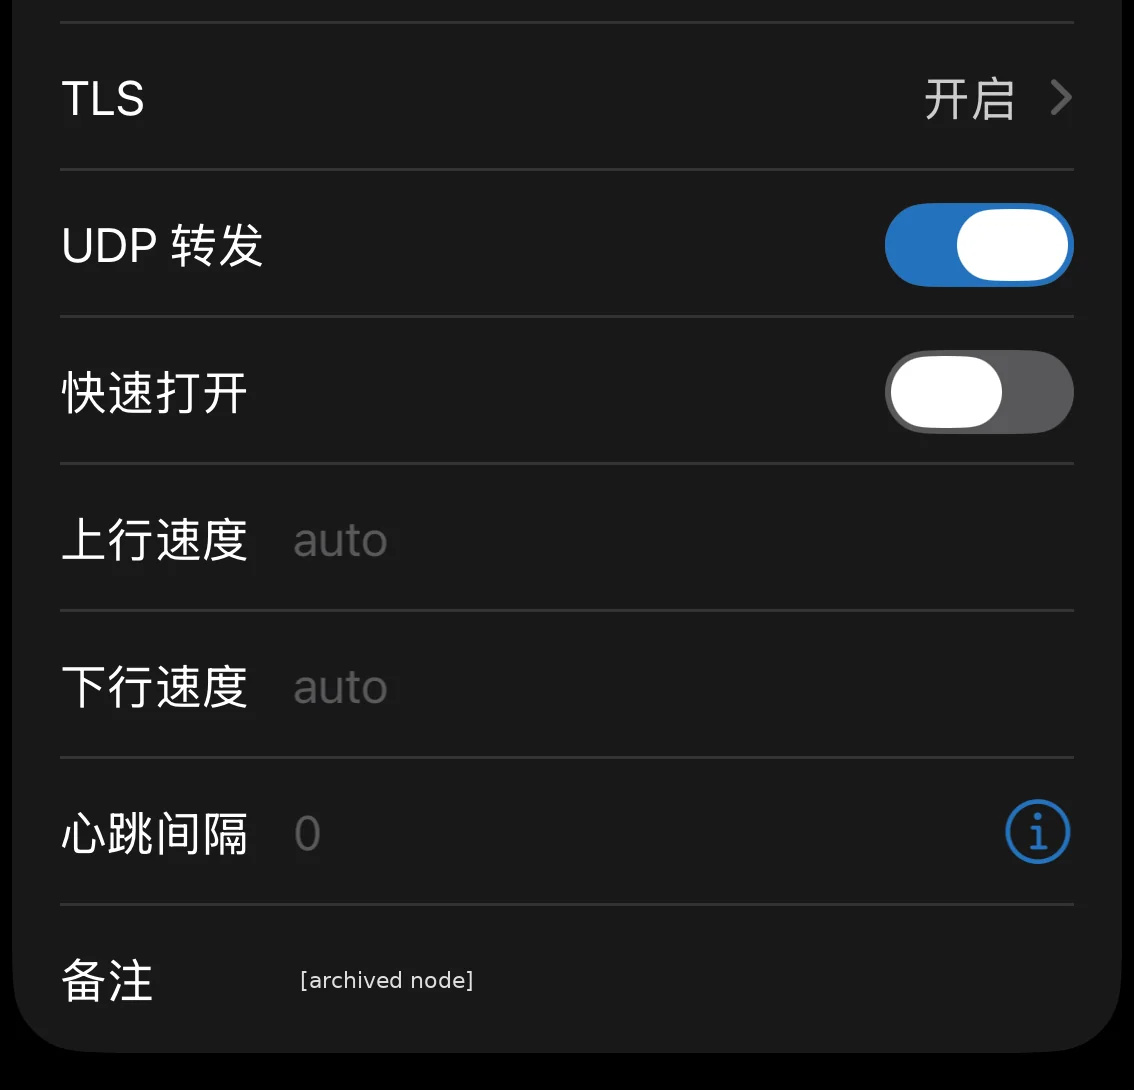 TLS 开启
UDP 转发
快速打开
上行速度 auto
下行速度 auto
心跳间隔 0
备注 [archived node]